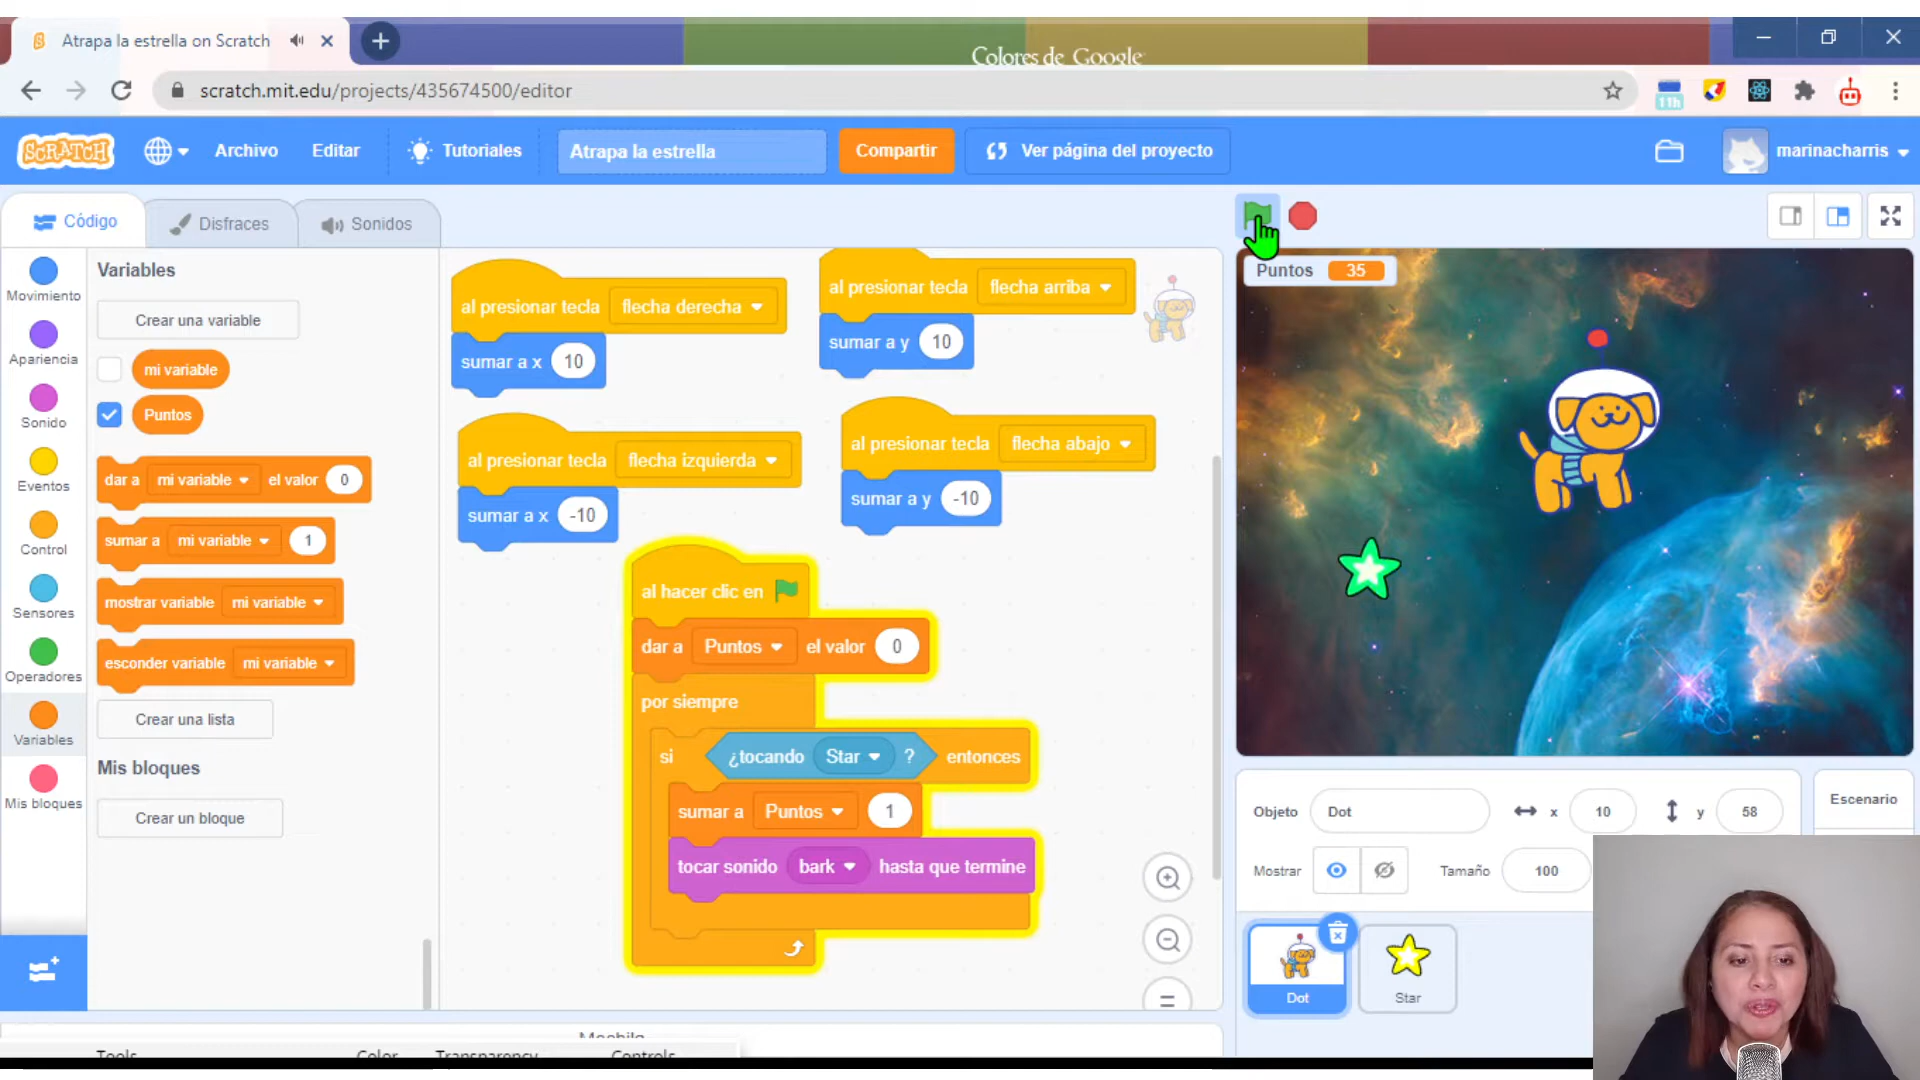 Atrapa la estrella on Scratch
Colores de Google
scratch.mit.edu/projects/435674500/editor
11h
SCRATCH
Archivo
Editar
Tutoriales
Atrapa la estrella
Compartir
Ver página del proyecto
marinacharris
Código
Disfraces
Sonidos
Movimiento
Apariencia
Sonido
Eventos
Control
Sensores
Operadores
Variables
Mis bloques
Variables
Crear una variable
mi variable
Puntos
dar a mi variable el valor 0
sumar a mi variable 1
mostrar variable mi variable
esconder variable mi variable
Crear una lista
Mis bloques
Crear un bloque
al presionar tecla flecha derecha
sumar a x 10
al presionar tecla flecha arriba
sumar a y 10
al presionar tecla flecha izquierda
sumar a x -10
al presionar tecla flecha abajo
sumar a y -10
al hacer clic en
dar a Puntos el valor 0
por siempre
si ¿tocando Star ? entonces
sumar a Puntos 1
tocar sonido bark hasta que termine
Puntos 35
Objeto Dot x 10 y 58
Mostrar Tamaño 100
Escenario
Dot
Star
Mochila
Tools Color Transparency Controls